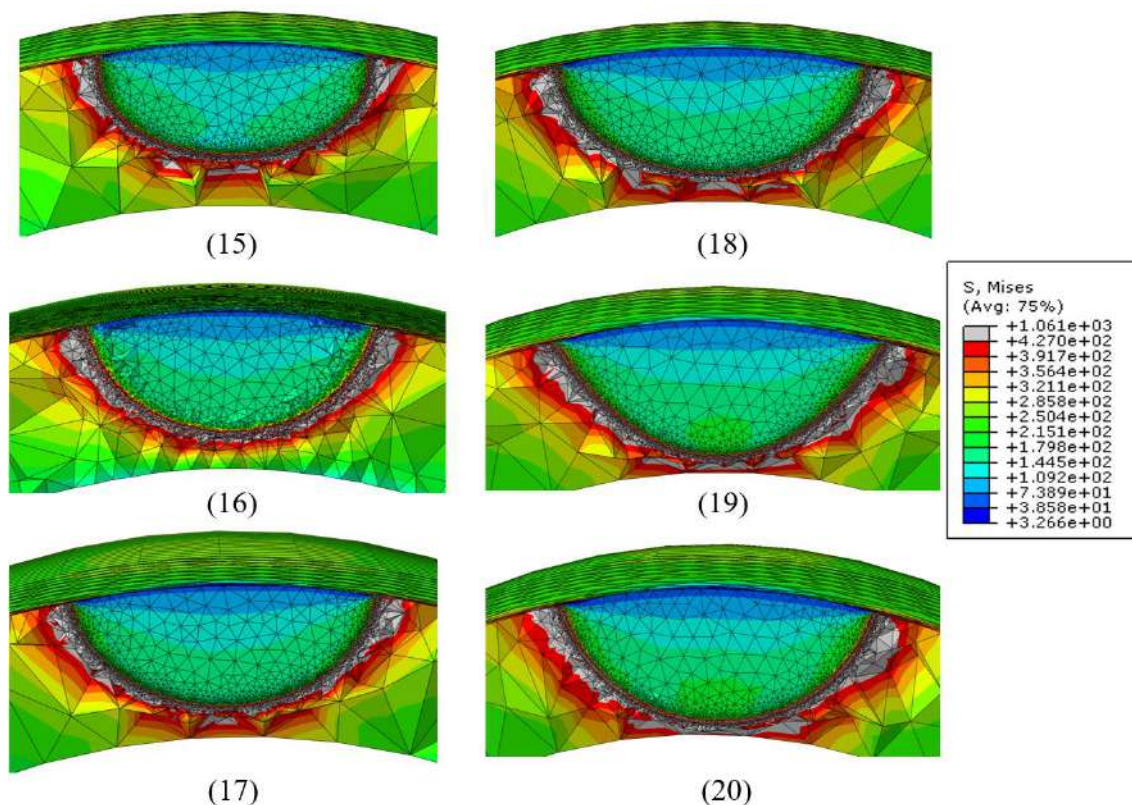 (15)
(18)
(16)
(19)
(17)
(20)
S, Mises
(Avg: 75%)
+1.061e+03
+4.270e+02
+3.917e+02
+3.564e+02
+3.211e+02
+2.858e+02
+2.504e+02
+2.151e+02
+1.798e+02
+1.445e+02
+1.092e+02
+7.389e+01
+3.858e+01
+3.266e+00